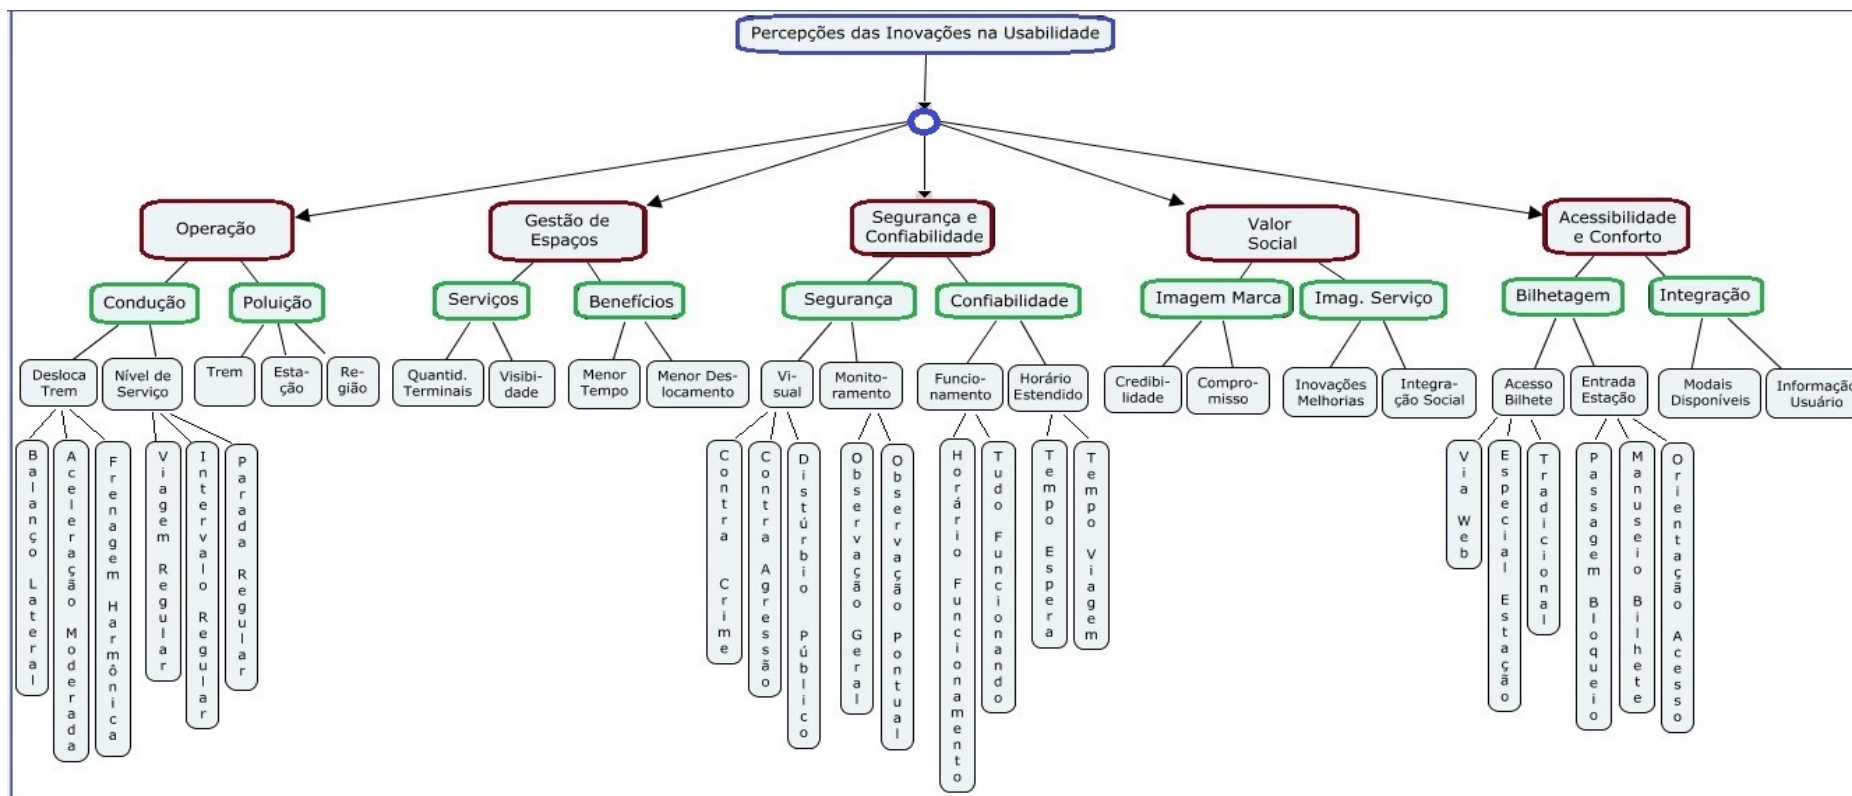 Percepções das Inovações na Usabilidade
Operação
Gestão de
Espaços
Segurança e
Confiabilidade
Valor
Social
Acessibilidade
e Conforto
Condução
Poluição
Serviços
Benefícios
Segurança
Confiabilidade
Imagem Marca
Imag. Serviço
Bilhetagem
Integração
Desloca
Trem
Nível de
Serviço
Trem
Esta-
ção
Re-
gião
Quantid.
Terminais
Visibi-
dade
Menor
Tempo
Menor Des-
locamento
Vi-
sual
Monito-
ramento
Funcio-
namento
Horário
Estendido
Credibi-
lidade
Compro-
misso
Inovações
Melhorias
Integra-
ção Social
Acesso
Bilhete
Entrada
Estação
Modais
Disponíveis
Informação
Usuário
Balanço Lateral
Aceleração Moderada
Frenagem Harmônica
Viagem Regular
Intervalo Regular
Parada Regular
Contra Crime
Contra Agressão
Distúrbio Público
Observação Geral
Observação Pontual
Horário Funcionamento
Tudo Funcionando
Tempo Espera
Tempo Viagem
Via Web
Especial Estação
Tradicional
Passagem Bloqueio
Manuseio Bilhete
Orientação Acesso